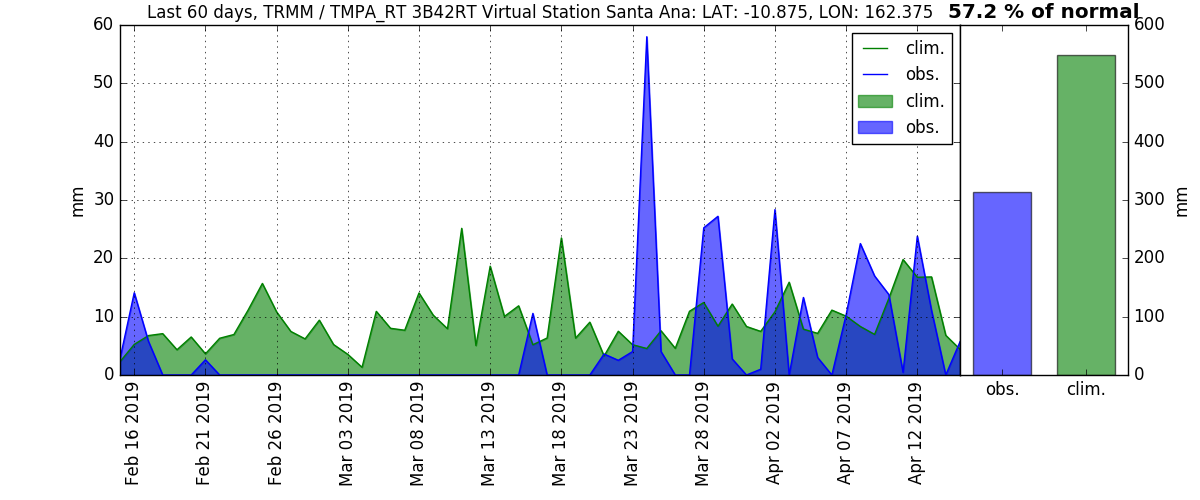 Last 60 days, TRMM / TMPA_RT 3B42RT Virtual Station Santa Ana: LAT: -10.875, LON: 162.375
57.2 % of normal
60
50
40
30
20
10
0
mm
clim.
obs.
clim.
obs.
600
500
400
300
200
100
0
mm
Feb 16 2019
Feb 21 2019
Feb 26 2019
Mar 03 2019
Mar 08 2019
Mar 13 2019
Mar 18 2019
Mar 23 2019
Mar 28 2019
Apr 02 2019
Apr 07 2019
Apr 12 2019
obs.
clim.